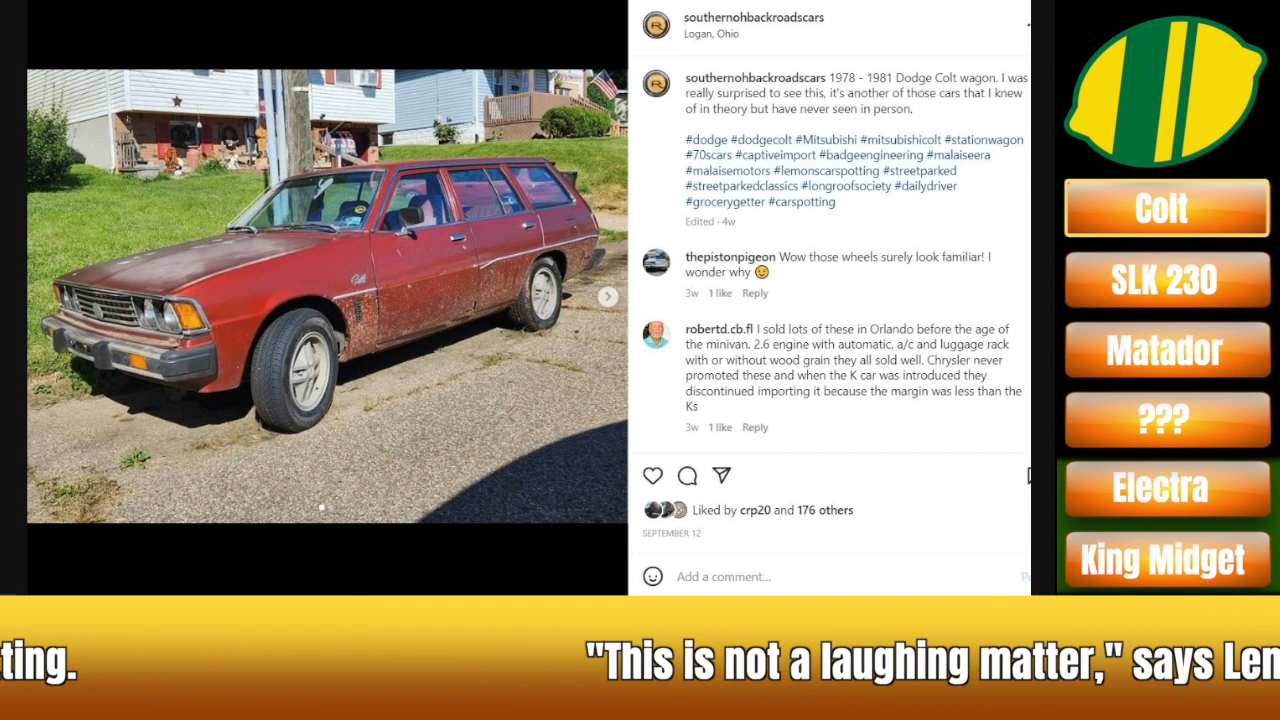 southernohbackroadscars
Logan, Ohio
southernohbackroadscars 1978 - 1981 Dodge Colt wagon. I was
really surprised to see this, it's another of those cars that I knew
of in theory but have never seen in person.
#dodge #dodgecolt #Mitsubishi #mitsubishicolt #stationwagon
#70scars #captiveimport #badgeengineering #malaiseera
#malaisemotors #lemonscarspotting #streetparked
#streetparkedclassics #longroofsociety #dailydriver
#grocerygetter #carspotting
Edited · 4w
thepistonpigeon Wow those wheels surely look familiar! I
wonder why 😉
3w 1 like Reply
robertd.cb.fl I sold lots of these in Orlando before the age of
the minivan. 2.6 engine with automatic, a/c and luggage rack
with or without wood grain they all sold well. Chrysler never
promoted these and when the K car was introduced they
discontinued importing it because the margin was less than the
Ks
3w 1 like Reply
Liked by crp20 and 176 others
SEPTEMBER 12
Add a comment...
Colt
SLK 230
Matador
???
Electra
King Midget
ting. "This is not a laughing matter," says Len